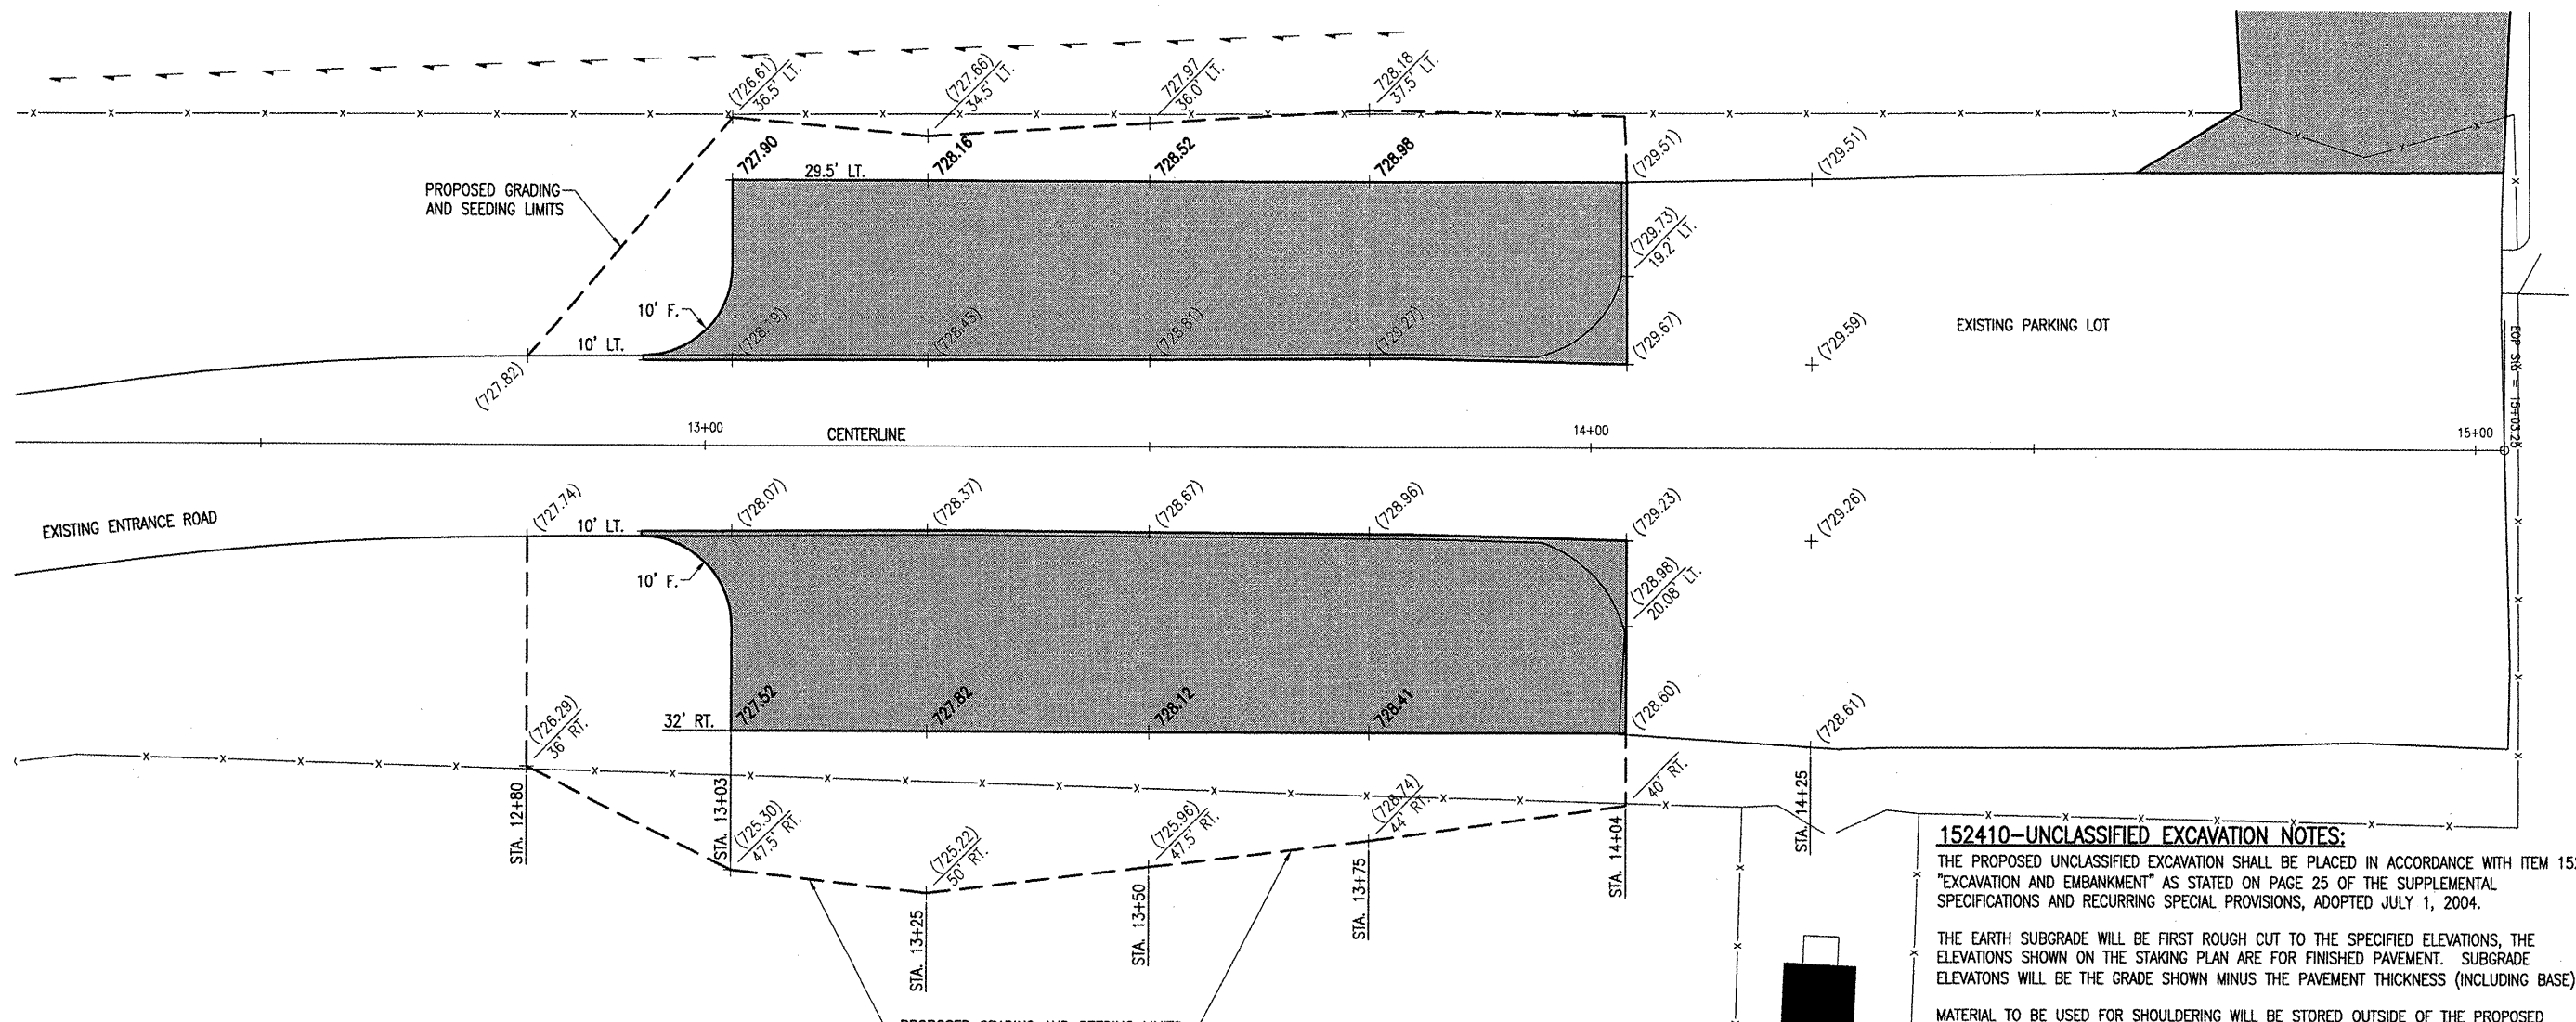 (726.61)
36.5' LT.
(727.66)
34.5' LT.
727.97
36.0' LT.
728.18
37.5' LT.
727.90
29.5' LT.
728.16
728.52
728.98
(729.51)
(729.51)
PROPOSED GRADING
AND SEEDING LIMITS
(729.73)
19.2' LT.
10' F.
(728.19)
(728.45)
(728.81)
(729.27)
(729.67)
(729.59)
EXISTING PARKING LOT
10' LT.
(727.82)
EOP STA = 15+03.25
13+00
CENTERLINE
14+00
15+00
EXISTING ENTRANCE ROAD
(727.74)
10' LT.
(728.07)
(728.37)
(728.67)
(728.96)
(729.23)
(729.26)
10' F.
(728.98)
20.08' LT.
(726.29)
36' RT.
32' RT.
727.52
727.82
728.12
728.41
(728.60)
(728.61)
STA. 12+80
STA. 13+03
(725.30)
47.5' RT.
STA. 13+25
(725.22)
50' RT.
STA. 13+50
(725.96)
47.5' RT.
STA. 13+75
(728.74)
44' RT.
STA. 14+04
40' RT.
STA. 14+25
152410-UNCLASSIFIED EXCAVATION NOTES:
THE PROPOSED UNCLASSIFIED EXCAVATION SHALL BE PLACED IN ACCORDANCE WITH ITEM
"EXCAVATION AND EMBANKMENT" AS STATED ON PAGE 25 OF THE SUPPLEMENTAL
SPECIFICATIONS AND RECURRING SPECIAL PROVISIONS, ADOPTED JULY 1, 2004.
THE EARTH SUBGRADE WILL BE FIRST ROUGH CUT TO THE SPECIFIED ELEVATIONS, THE
ELEVATIONS SHOWN ON THE STAKING PLAN ARE FOR FINISHED PAVEMENT. SUBGRADE
ELEVATONS WILL BE THE GRADE SHOWN MINUS THE PAVEMENT THICKNESS (INCLUDING BASE)
MATERIAL TO BE USED FOR SHOULDERING WILL BE STORED OUTSIDE OF THE PROPOSED